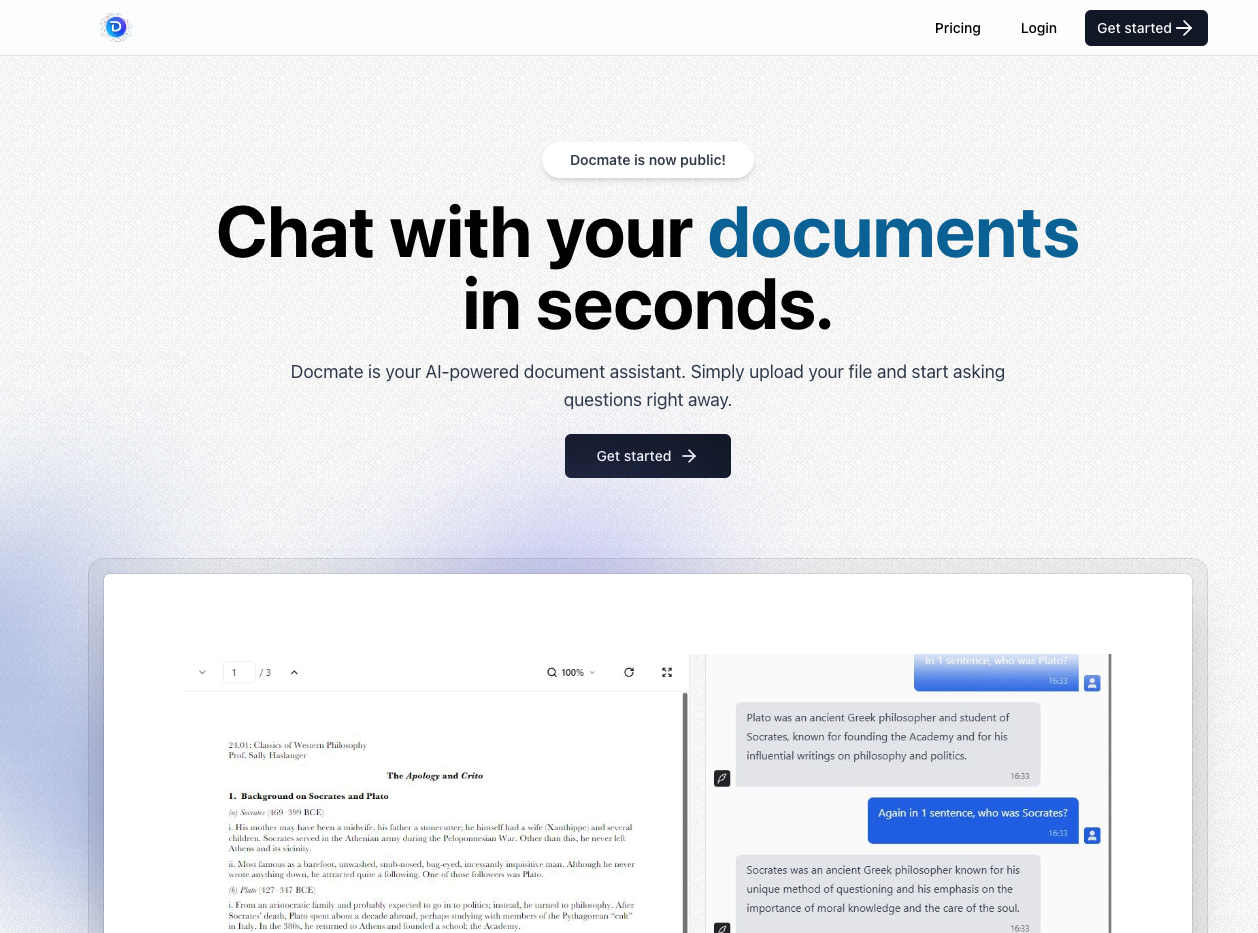 D
Pricing
Login
Get started
Docmate is now public!
Chat with your documents
in seconds.
Docmate is your AI-powered document assistant. Simply upload your file and start asking
questions right away.
Get started
1 / 3
100%
24.01: Classics of Western Philosophy
Prof. Sally Haslanger
The Apology and Crito
1. Background on Socrates and Plato
(a) Socrates (469–399 BCE)
i. His mother may have been a midwife, his father a stonecutter; he himself had a wife (Xanthippe) and several
children. Socrates served in the Athenian army during the Peloponnesian War. Other than this, he never left
Athens and its vicinity.
ii. Most famous as a barefoot, unwashed, snub-nosed, bug-eyed, incessantly inquisitive man. Although he never
wrote anything down, he attracted quite a following. One of those followers was Plato.
(b) Plato (427–347 BCE)
i. From an aristocratic family and probably expected to go in to politics; instead, he turned to philosophy. After
Socrates' death, Plato spent about a decade abroad, perhaps studying with members of the Pythagorean “cult”
in Italy. In the 380s, he returned to Athens and founded a school: the Academy.
In 1 sentence, who was Plato?
16:33
Plato was an ancient Greek philosopher and student of
Socrates, known for founding the Academy and for his
influential writings on philosophy and politics.
16:33
Again in 1 sentence, who was Socrates?
16:33
Socrates was an ancient Greek philosopher known for his
unique method of questioning and his emphasis on the
importance of moral knowledge and the care of the soul.
16:33